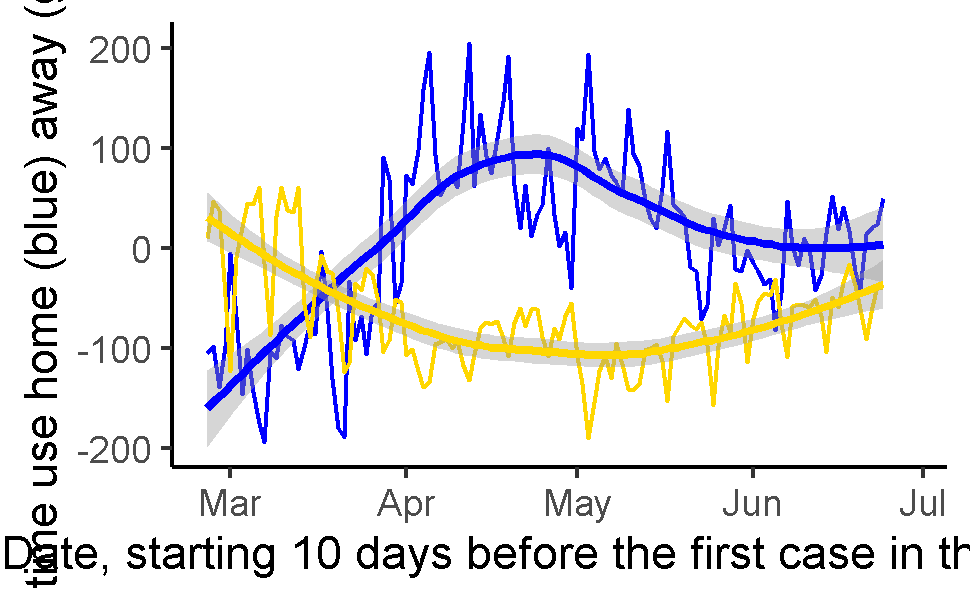 time use home (blue) away (
200
100
0
-100
-200
Mar Apr May Jun Jul
Date, starting 10 days before the first case in th